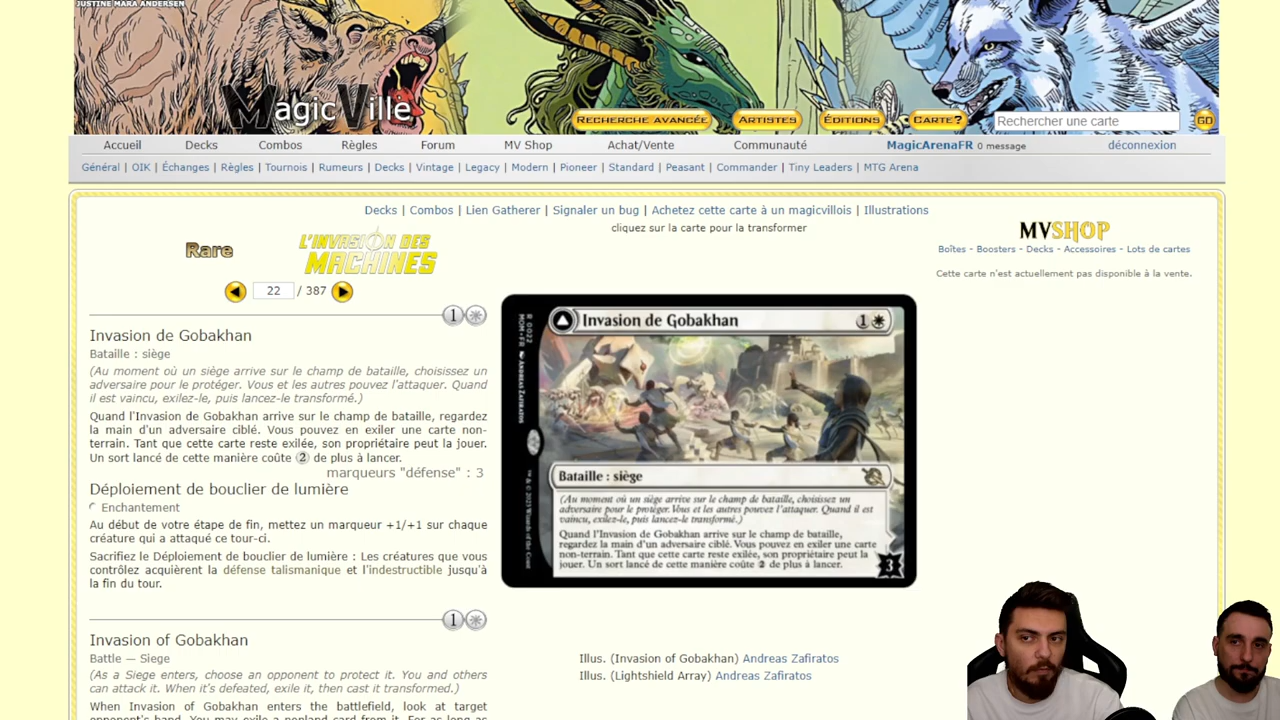 JUSTINE MARA ANDERSEN
MagicVille
RECHERCHE AVANCÉE ARTISTES ÉDITIONS CARTE? Rechercher une carte GO
Accueil Decks Combos Règles Forum MV Shop Achat/Vente Communauté MagicArenaFR 0 message déconnexion
Général | OIK | Échanges | Règles | Tournois | Rumeurs | Decks | Vintage | Legacy | Modern | Pioneer | Standard | Peasant | Commander | Tiny Leaders | MTG Arena
Decks | Combos | Lien Gatherer | Signaler un bug | Achetez cette carte à un magicvillois | Illustrations
cliquez sur la carte pour transformer
Rare
L'INVASION DES
MACHINES
22 / 387
1
Invasion de Gobakhan
Bataille : siège
(Au moment où un siège arrive sur le champ de bataille, choisissez un
adversaire pour le protéger. Vous et les autres pouvez l'attaquer. Quand
il est vaincu, exilez-le, puis lancez-le transformé.)
Quand l'Invasion de Gobakhan arrive sur le champ de bataille, regardez
la main d'un adversaire ciblé. Vous pouvez en exiler une carte non-
terrain. Tant que cette carte reste exilée, son propriétaire peut la jouer.
Un sort lancé de cette manière coûte 2 de plus à lancer.
marqueurs "défense" : 3
Déploiement de bouclier de lumière
Enchantement
Au début de votre étape de fin, mettez un marqueur +1/+1 sur chaque
créature qui a attaqué ce tour-ci.
Sacrifiez le Déploiement de bouclier de lumière : Les créatures que vous
contrôlez acquièrent la défense talismanique et l'indestructible jusqu'à
la fin du tour.
1
Invasion of Gobakhan
Battle — Siege
(As a Siege enters, choose an opponent to protect it. You and others
can attack it. When it's defeated, exile it, then cast it transformed.)
When Invasion of Gobakhan enters the battlefield, look at target
opponent's hand. You may exile a nonland card from it. For as long as
Invasion de Gobakhan 1
R 0022
MOM • FR ANDREAS ZAFIRATOS
™ & © 2023 Wizards of the Coast
Bataille : siège
(Au moment où un siège arrive sur le champ de bataille, choisissez un
adversaire pour le protéger. Vous et les autres pouvez l'attaquer. Quand il est
vaincu, exilez-le, puis lancez-le transformé.)
Quand l'Invasion de Gobakhan arrive sur le champ de bataille,
regardez la main d'un adversaire ciblé. Vous pouvez en exiler une carte
non-terrain. Tant que cette carte reste exilée, son propriétaire peut la
jouer. Un sort lancé de cette manière coûte 2 de plus à lancer.
3
Illus. (Invasion of Gobakhan) Andreas Zafiratos
Illus. (Lightshield Array) Andreas Zafiratos
MVSHOP
Boîtes - Boosters - Decks - Accessoires - Lots de cartes
Cette carte n'est actuellement pas disponible à la vente.